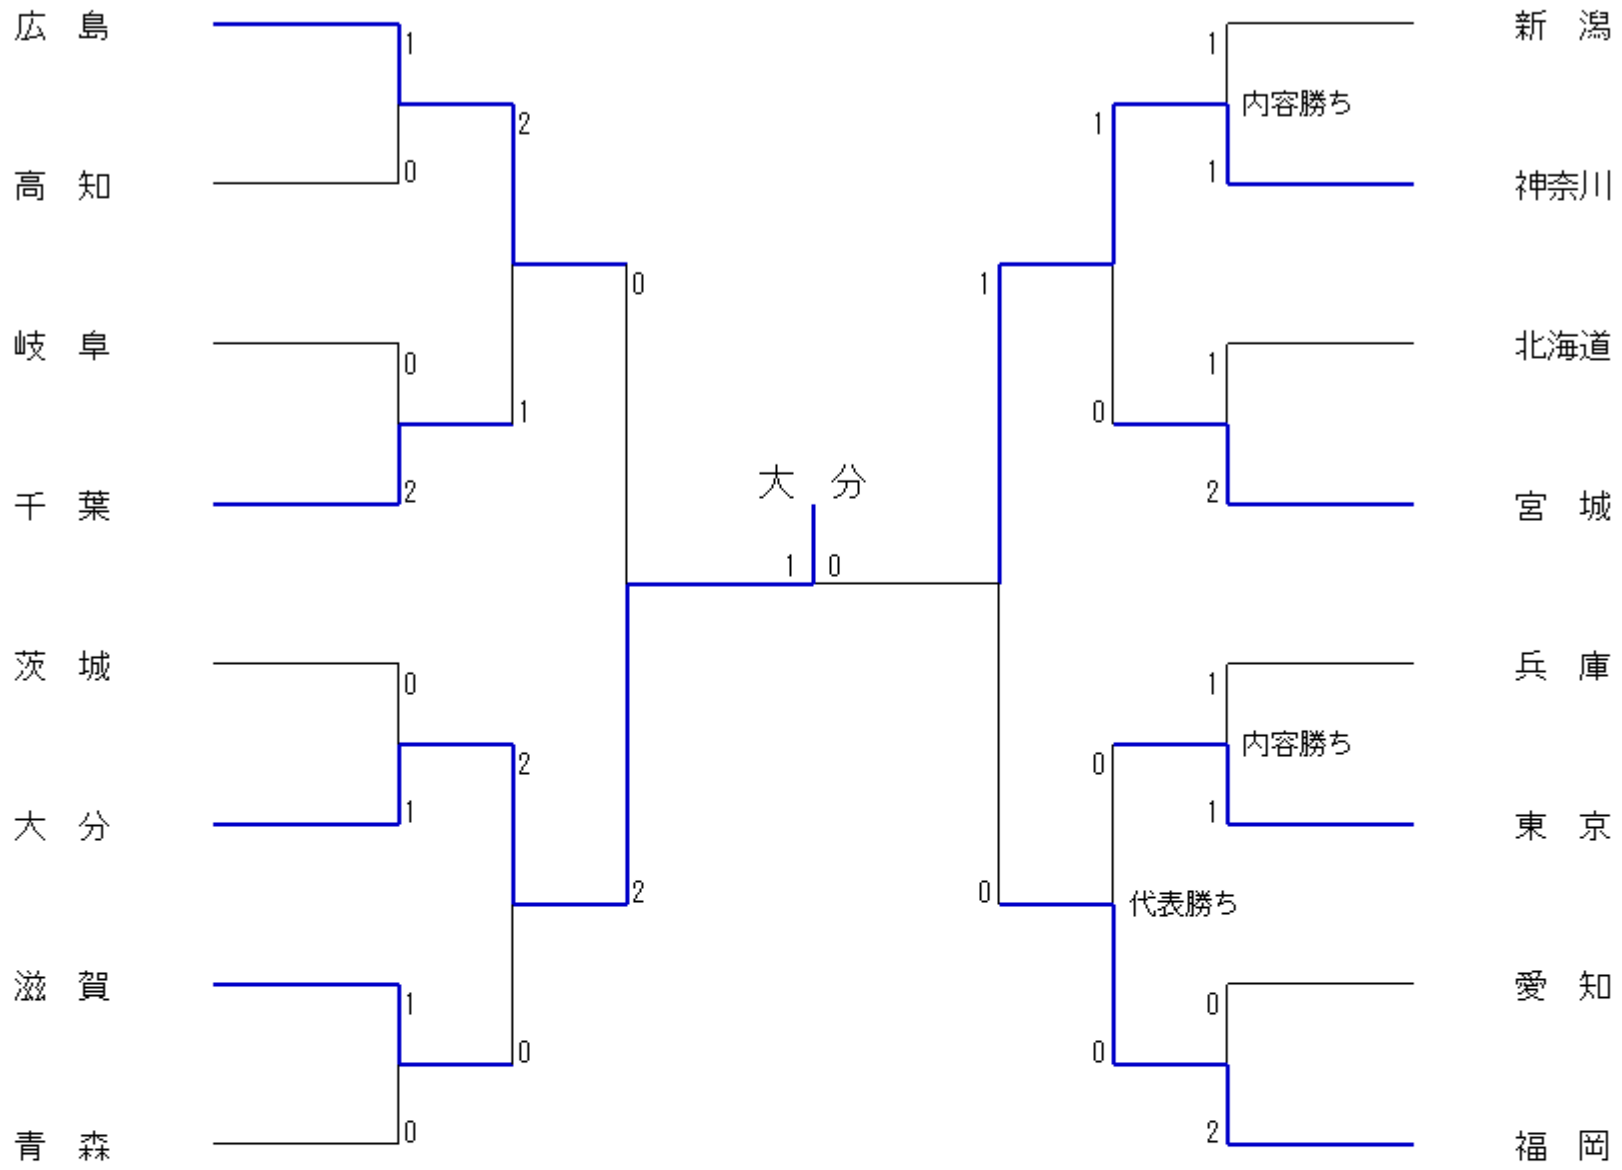 広　島
1
2
高　知
0
0
岐　阜
0
1
千　葉
2
茨　城
0
2
大　分
1
2
滋　賀
1
0
青　森
0
大　分
1 0
新　潟
1
内容勝ち
1
神奈川
1
1
北海道
1
0
宮　城
2
兵　庫
1
内容勝ち
0
東　京
1
0
代表勝ち
愛　知
0
0
福　岡
2